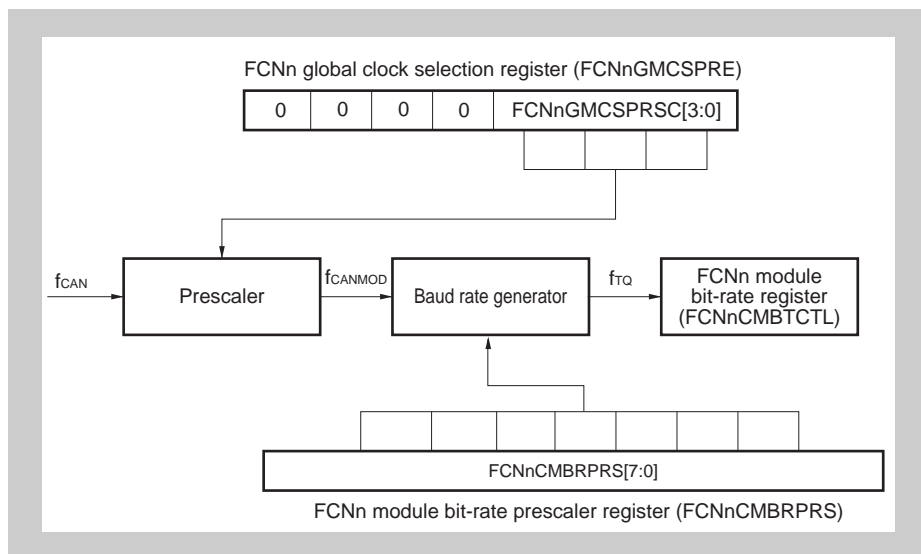 FCNn global clock selection register (FCNnGMCSPRE)
0 0 0 0 FCNnGMCSPRSC[3:0]
fCAN
Prescaler
fCANMOD
Baud rate generator
fTQ
FCNn module
bit-rate register
(FCNnCMBTCTL)
FCNnCMBRPRS[7:0]
FCNn module bit-rate prescaler register (FCNnCMBRPRS)